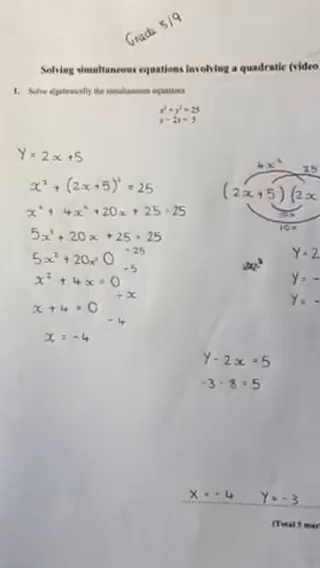 Grade 5/9
Solving simultaneous equations involving a quadratic (video
1. Solve algebraically the simultaneous equations
x² + y² = 25
y - 2x = 5
y = 2x + 5
x² + (2x+5)² = 25
x² + 4x² + 20x + 25 = 25
5x² + 20x + 25 = 25
-25
5x² + 20x = 0
÷5
x² + 4x = 0
÷x
x + 4 = 0
-4
x = -4
4x² 25
(2x+5)(2x
10x
10x
y = 2
y = -
y = -
y - 2x = 5
-3 - 8 = 5
x = -4 y = -3
(Total 5 mar